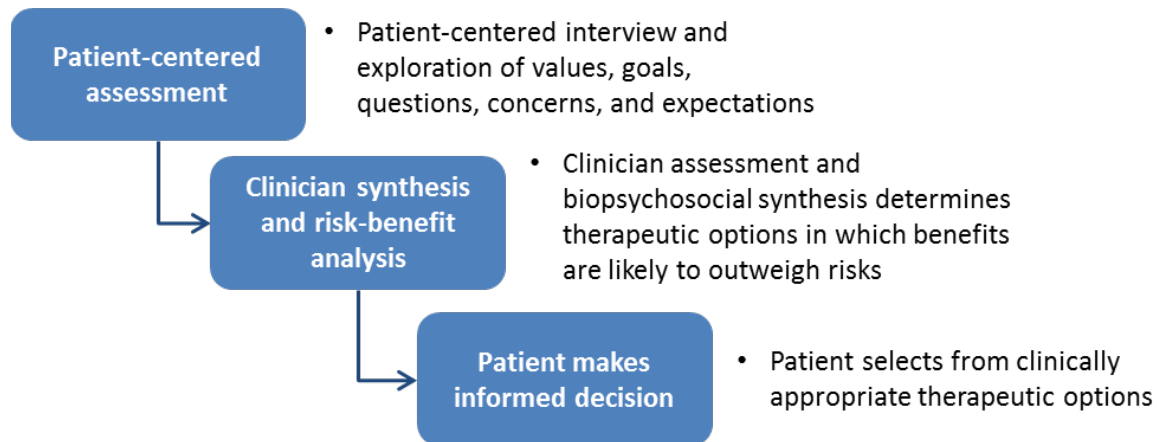 Patient-centered
assessment
• Patient-centered interview and
exploration of values, goals,
questions, concerns, and expectations
Clinician synthesis
and risk-benefit
analysis
• Clinician assessment and
biopsychosocial synthesis determines
therapeutic options in which benefits
are likely to outweigh risks
Patient makes
informed decision
• Patient selects from clinically
appropriate therapeutic options